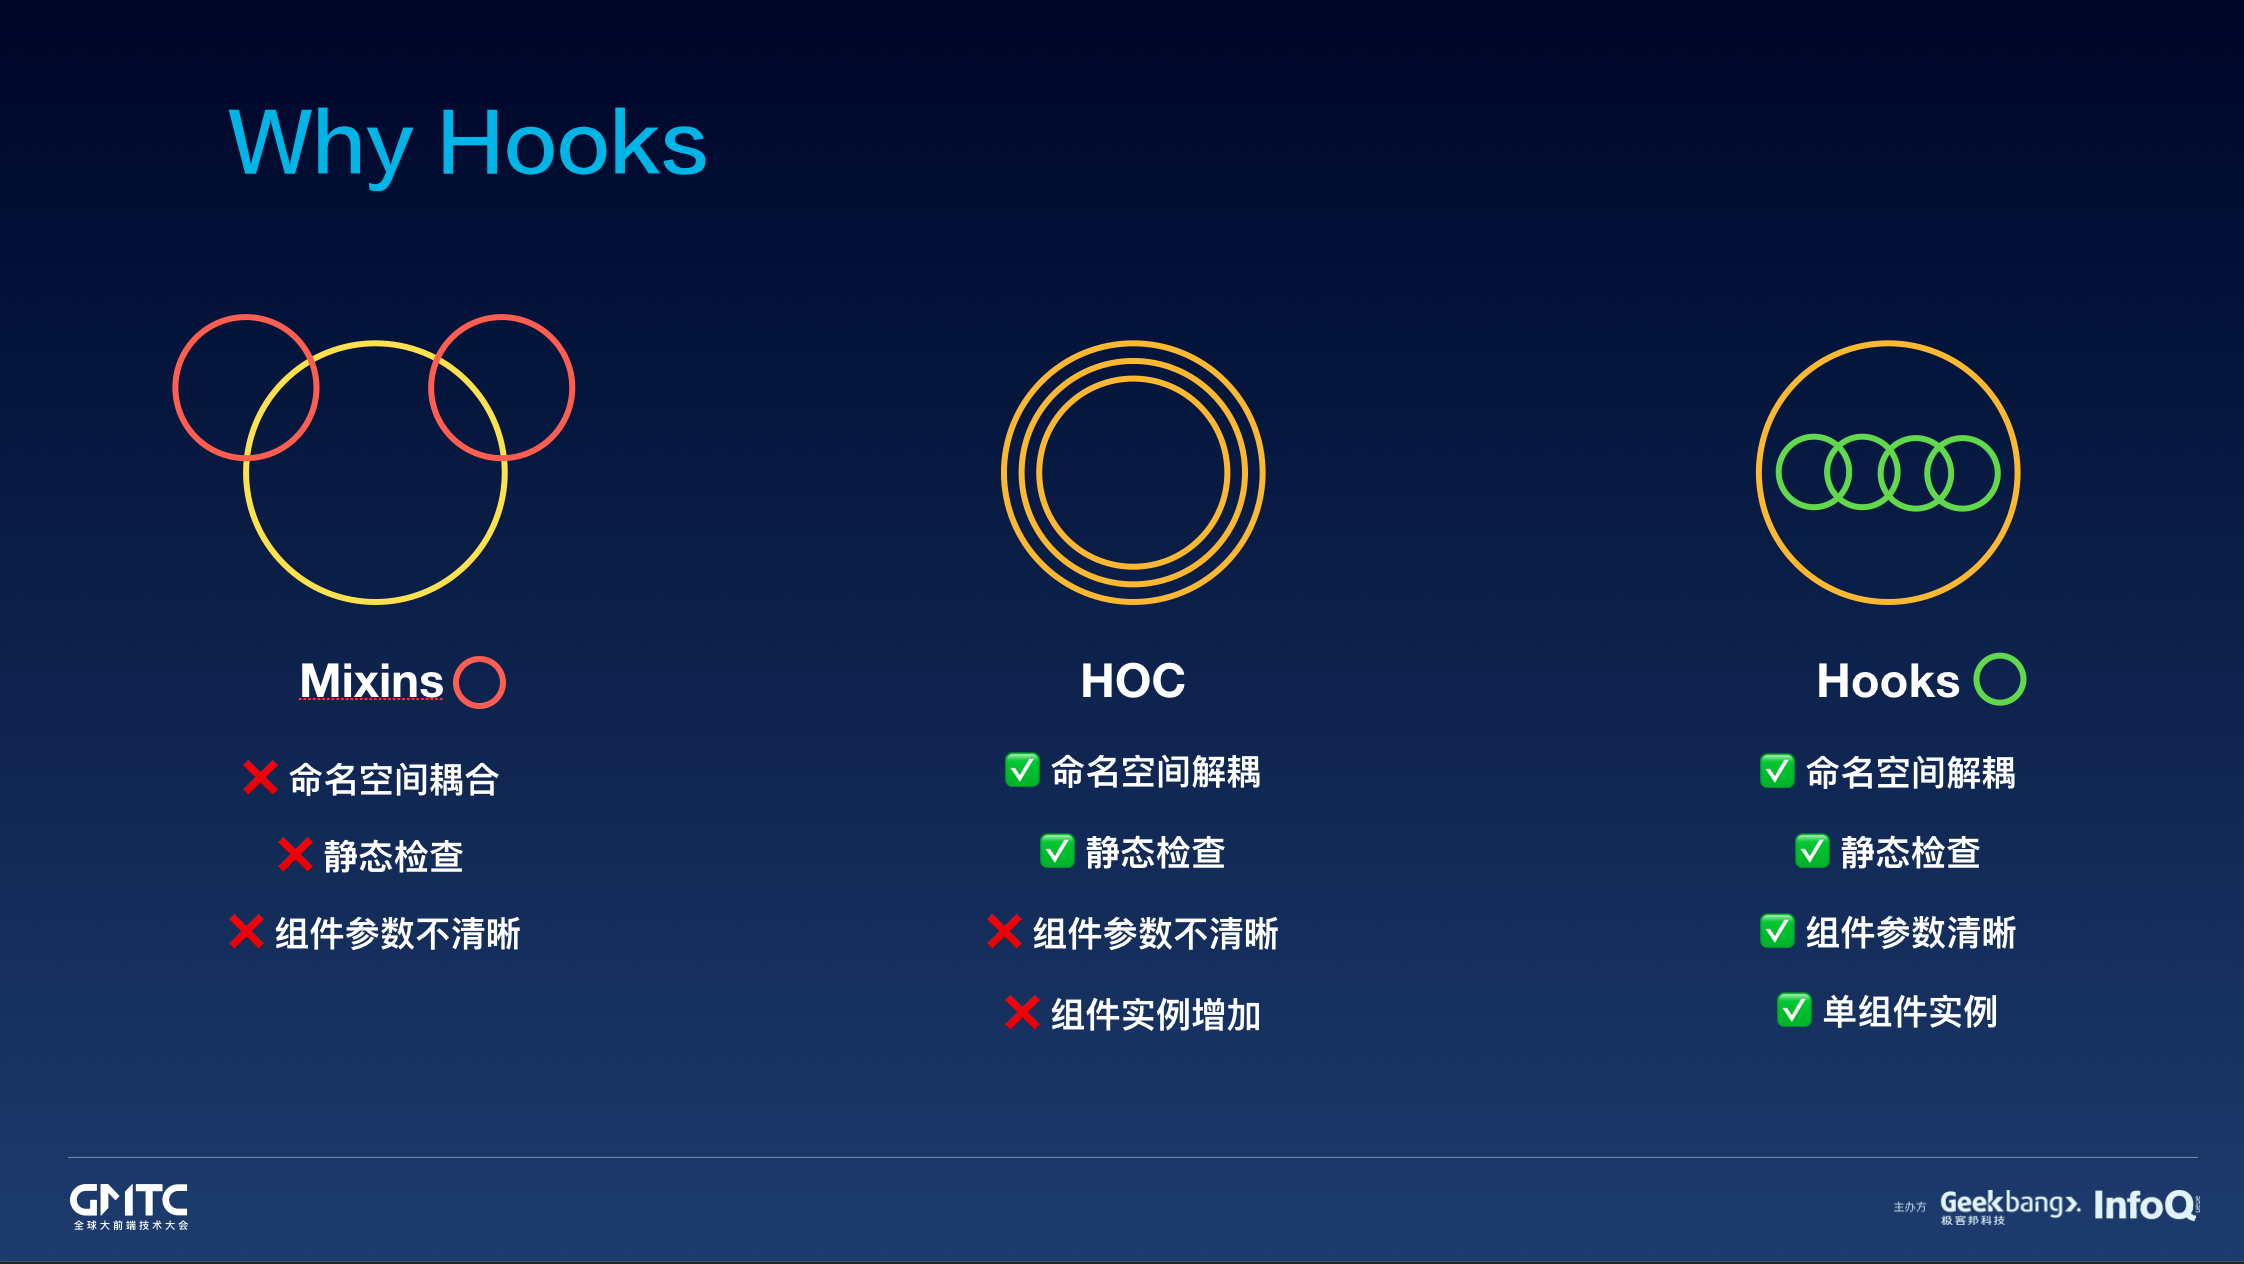 Why Hooks
Mixins
❌ 命名空间耦合
❌ 静态检查
❌ 组件参数不清晰
HOC
✅ 命名空间解耦
✅ 静态检查
❌ 组件参数不清晰
❌ 组件实例增加
Hooks
✅ 命名空间解耦
✅ 静态检查
✅ 组件参数清晰
✅ 单组件实例
GMTC
全球大前端技术大会
主办方
Geekbang>.
极客邦科技
InfoQ